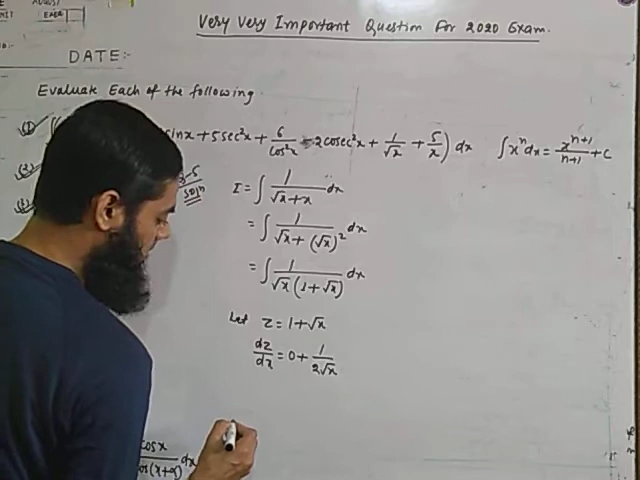 Very Very Important Question For 2020 Exam.
DATE:-
Evaluate Each of the following.
sinx + 5sec²x + 6/cos²x - 2cosec²x + 1/√x + 5/x) dx ∫xⁿdx = xⁿ⁺¹/n+1 + c
Solⁿ
I = ∫ 1/√x+x dx
= ∫ 1/√x+(√x)² dx
= ∫ 1/√x(1+√x) dx
Let z = 1+√x
dz/dx = 0 + 1/2√x
cosx